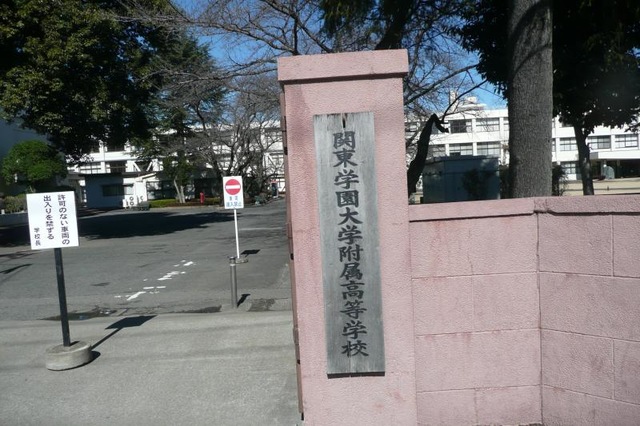 許可のない車両の
出入りを禁ずる
学校長
関東学園大学附属高等学校